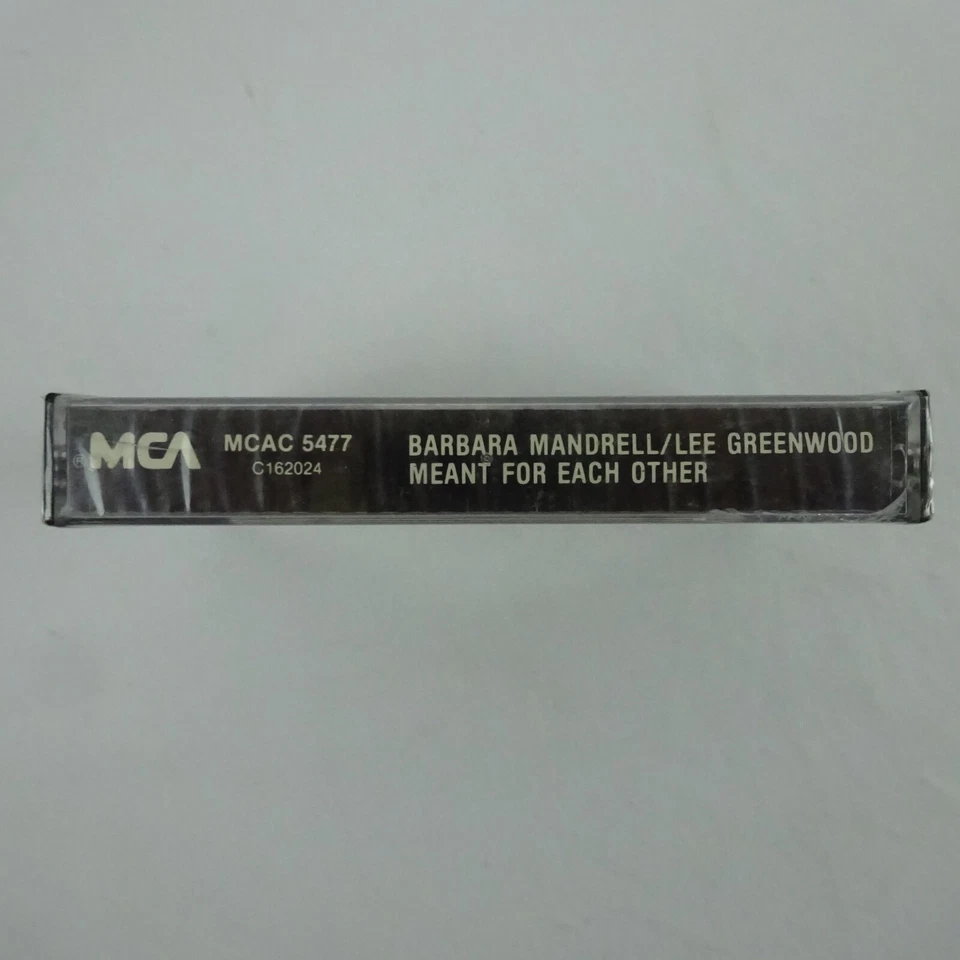 ® MCA MCAC 5477 BARBARA MANDRELL/LEE GREENWOOD
C162024 MEANT FOR EACH OTHER